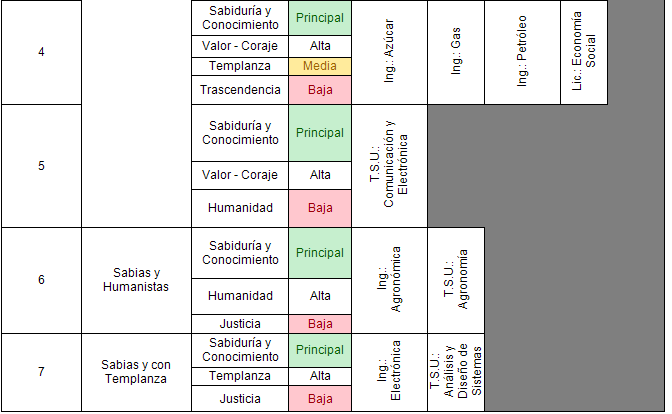 4
Sabiduría y
Conocimiento
Principal
Valor - Coraje
Alta
Templanza
Media
Trascendencia
Baja
Ing.: Azúcar
Ing.: Gas
Ing.: Petróleo
Lic.: Economía
Social
5
Sabiduría y
Conocimiento
Principal
Valor - Coraje
Alta
Humanidad
Baja
T.S.U.:
Comunicación y
Electrónica
6
Sabias y
Humanistas
Sabiduría y
Conocimiento
Principal
Humanidad
Alta
Justicia
Baja
Ing.:
Agronómica
T.S.U.:
Agronomía
7
Sabias y con
Templanza
Sabiduría y
Conocimiento
Principal
Templanza
Alta
Justicia
Baja
Ing.:
Electrónica
T.S.U.:
Análisis y
Diseño de
Sistemas